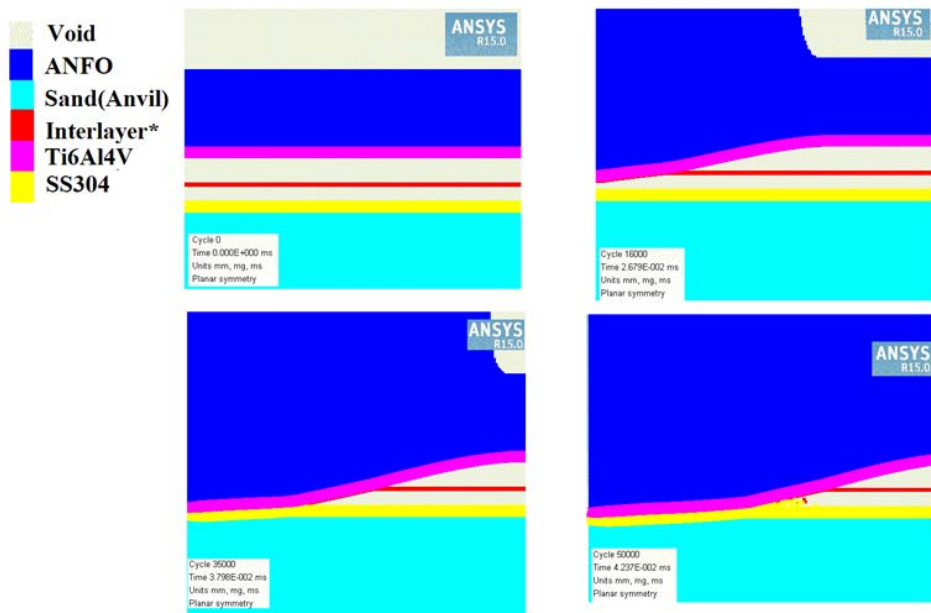 Void
ANFO
Sand(Anvil)
Interlayer*
Ti6Al4V
SS304
ANSYS
R15.0
Cycle 0
Time 0.000E+000 ms
Units mm, mg, ms
Planar symmetry
ANSYS
R15.0
Cycle 16000
Time 2.679E-002 ms
Units mm, mg, ms
Planar symmetry
ANSYS
R15.0
Cycle 35000
Time 3.798E-002 ms
Units mm, mg, ms
Planar symmetry
ANSYS
R15.0
Cycle 50000
Time 4.237E-002 ms
Units mm, mg, ms
Planar symmetry